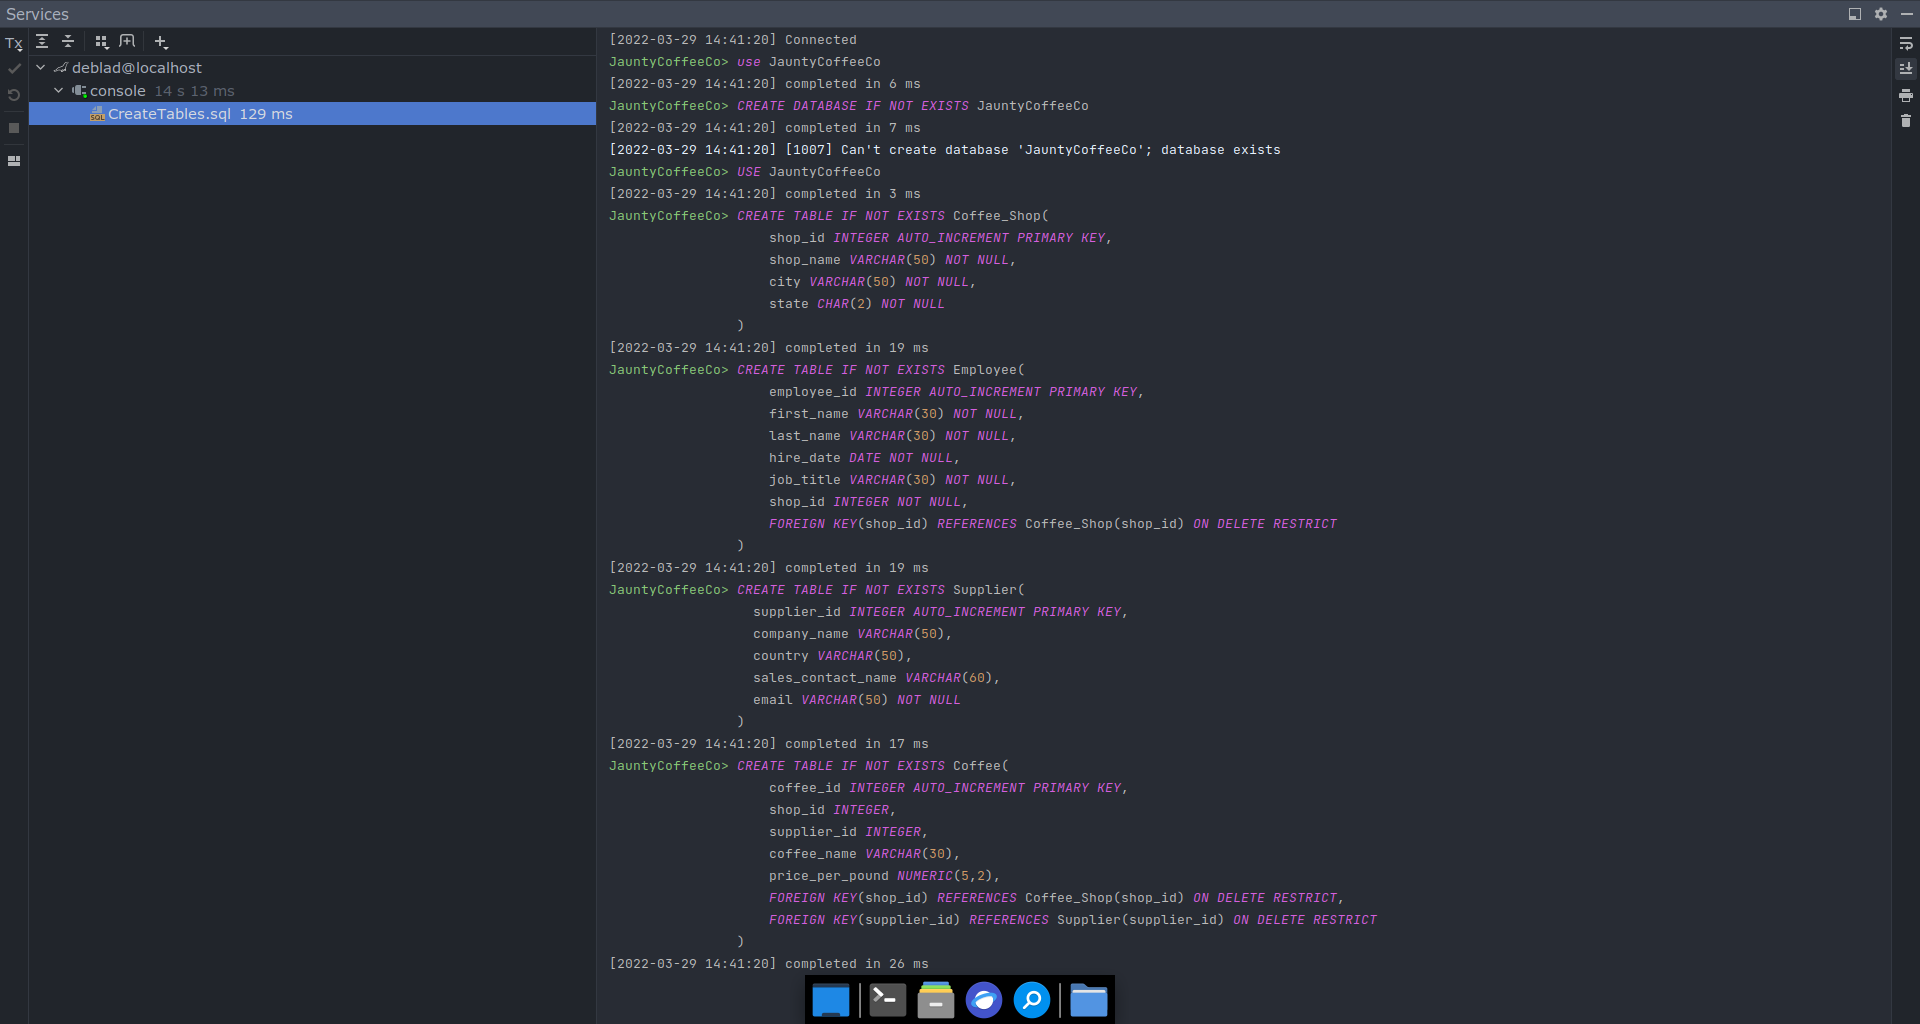 Services
Tx
deblad@localhost
console 14 s 13 ms
SQL CreateTables.sql 129 ms
[2022-03-29 14:41:20] Connected
JauntyCoffeeCo> use JauntyCoffeeCo
[2022-03-29 14:41:20] completed in 6 ms
JauntyCoffeeCo> CREATE DATABASE IF NOT EXISTS JauntyCoffeeCo
[2022-03-29 14:41:20] completed in 7 ms
[2022-03-29 14:41:20] [1007] Can't create database 'JauntyCoffeeCo'; database exists
JauntyCoffeeCo> USE JauntyCoffeeCo
[2022-03-29 14:41:20] completed in 3 ms
JauntyCoffeeCo> CREATE TABLE IF NOT EXISTS Coffee_Shop(
shop_id INTEGER AUTO_INCREMENT PRIMARY KEY,
shop_name VARCHAR(50) NOT NULL,
city VARCHAR(50) NOT NULL,
state CHAR(2) NOT NULL
)
[2022-03-29 14:41:20] completed in 19 ms
JauntyCoffeeCo> CREATE TABLE IF NOT EXISTS Employee(
employee_id INTEGER AUTO_INCREMENT PRIMARY KEY,
first_name VARCHAR(30) NOT NULL,
last_name VARCHAR(30) NOT NULL,
hire_date DATE NOT NULL,
job_title VARCHAR(30) NOT NULL,
shop_id INTEGER NOT NULL,
FOREIGN KEY(shop_id) REFERENCES Coffee_Shop(shop_id) ON DELETE RESTRICT
)
[2022-03-29 14:41:20] completed in 19 ms
JauntyCoffeeCo> CREATE TABLE IF NOT EXISTS Supplier(
supplier_id INTEGER AUTO_INCREMENT PRIMARY KEY,
company_name VARCHAR(50),
country VARCHAR(50),
sales_contact_name VARCHAR(60),
email VARCHAR(50) NOT NULL
)
[2022-03-29 14:41:20] completed in 17 ms
JauntyCoffeeCo> CREATE TABLE IF NOT EXISTS Coffee(
coffee_id INTEGER AUTO_INCREMENT PRIMARY KEY,
shop_id INTEGER,
supplier_id INTEGER,
coffee_name VARCHAR(30),
price_per_pound NUMERIC(5,2),
FOREIGN KEY(shop_id) REFERENCES Coffee_Shop(shop_id) ON DELETE RESTRICT,
FOREIGN KEY(supplier_id) REFERENCES Supplier(supplier_id) ON DELETE RESTRICT
)
[2022-03-29 14:41:20] completed in 26 ms